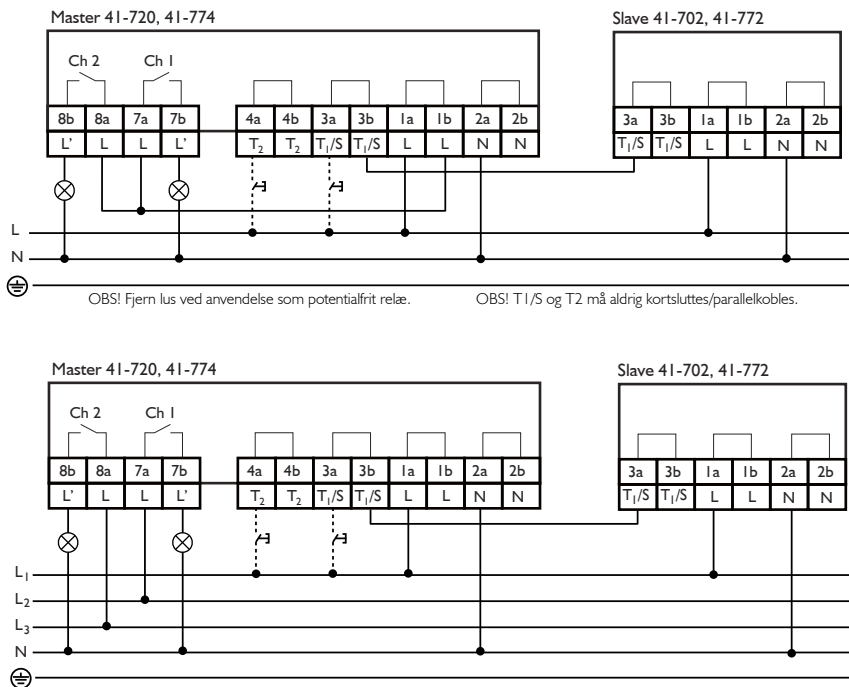 Master 41-720, 41-774 Slave 41-702, 41-772
Ch 2 Ch 1
8b 8a 7a 7b 4a 4b 3a 3b 1a 1b 2a 2b 3a 3b 1a 1b 2a 2b
L' L L L' T₂ T₂ T₁/S T₁/S L L N N T₁/S T₁/S L L N N
L
N
OBS! Fjern lus ved anvendelse som potentialfrit relæ. OBS! T1/S og T2 må aldrig kortsluttes/parallelkobles.
Master 41-720, 41-774 Slave 41-702, 41-772
Ch 2 Ch 1
8b 8a 7a 7b 4a 4b 3a 3b 1a 1b 2a 2b 3a 3b 1a 1b 2a 2b
L' L L L' T₂ T₂ T₁/S T₁/S L L N N T₁/S T₁/S L L N N
L₁
L₂
L₃
N